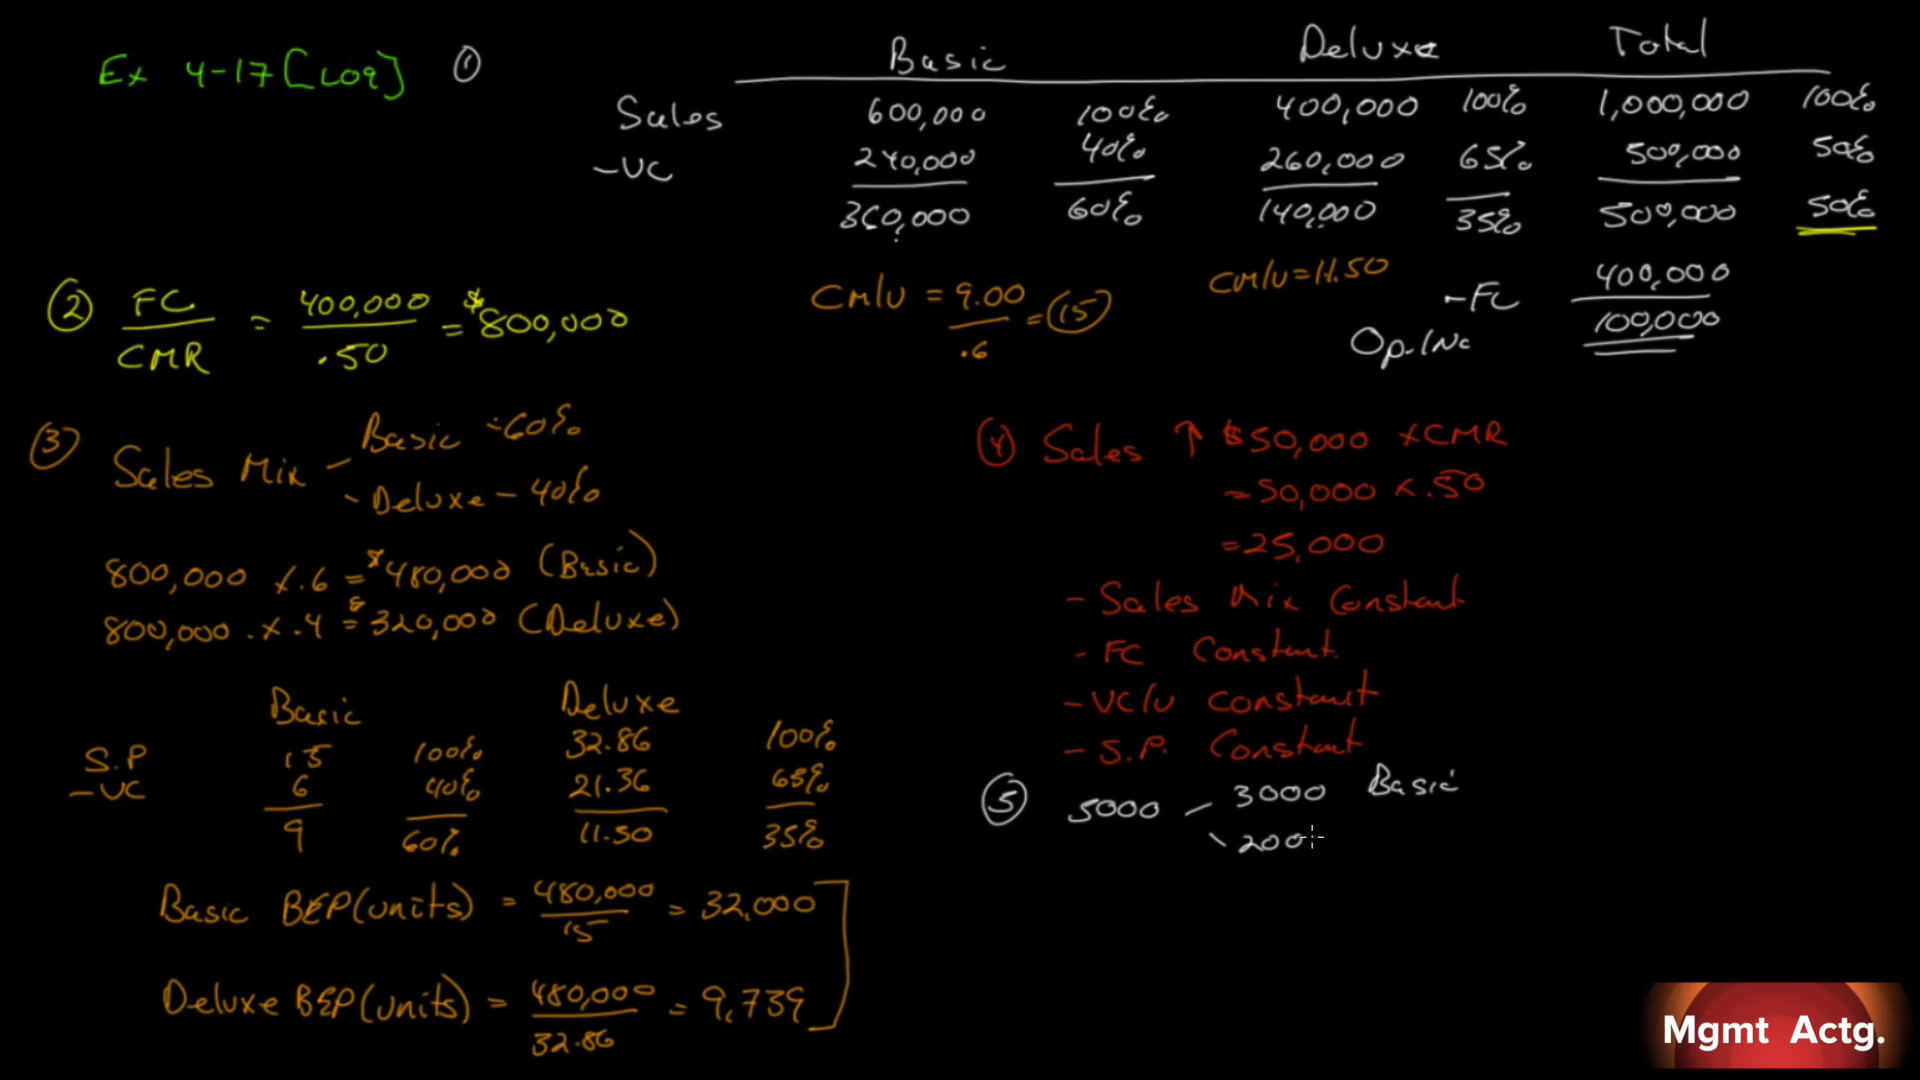 Ex 4-17 [LO9] ①
Basic Deluxe Total
Sales 600,000 100% 400,000 100% 1,000,000 100%
-VC 240,000 40% 260,000 65% 500,000 50%
360,000 60% 140,000 35% 500,000 50%
-FC 400,000
Op. Inc 100,000
CM/U = 9.00 / .6 = 15
CM/U = 11.50
② FC / CMR = 400,000 / .50 = $800,000
③ Sales Mix - Basic - 60%
- Deluxe - 40%
800,000 x .6 = $480,000 (Basic)
800,000 . x .4 = $320,000 (Deluxe)
Basic Deluxe
S.P 15 100% 32.86 100%
-VC 6 40% 21.36 65%
9 60% 11.50 35%
Basic BEP (units) = 480,000 / 15 = 32,000
Deluxe BEP (units) = 480,000 / 32.86 = 9,739
④ Sales ↑ $50,000 x CMR
= 50,000 x .50
= 25,000
- Sales Mix Constant
- FC Constant.
- VC/U Constant
- S.P. Constant
⑤ 5000 - 3000 Basic
- 200
Mgmt Actg.